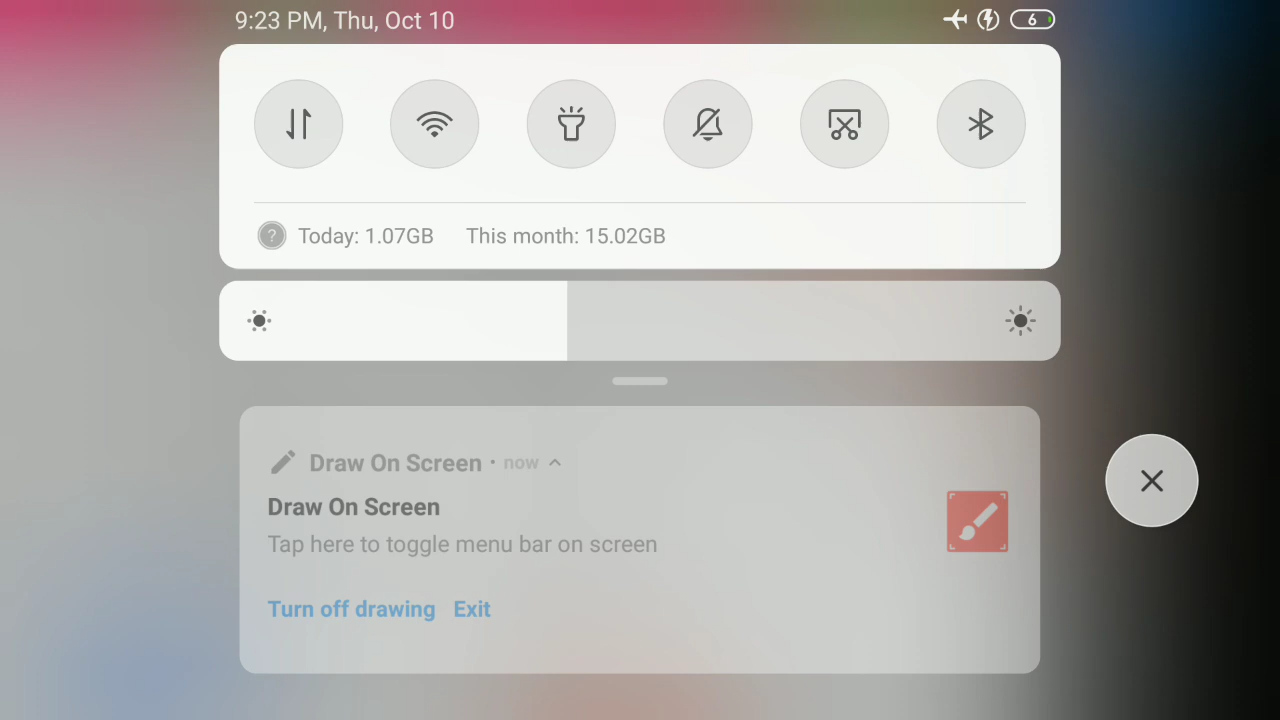 9:23 PM, Thu, Oct 10
6
? Today: 1.07GB This month: 15.02GB
Draw On Screen · now
Draw On Screen
Tap here to toggle menu bar on screen
Turn off drawing Exit